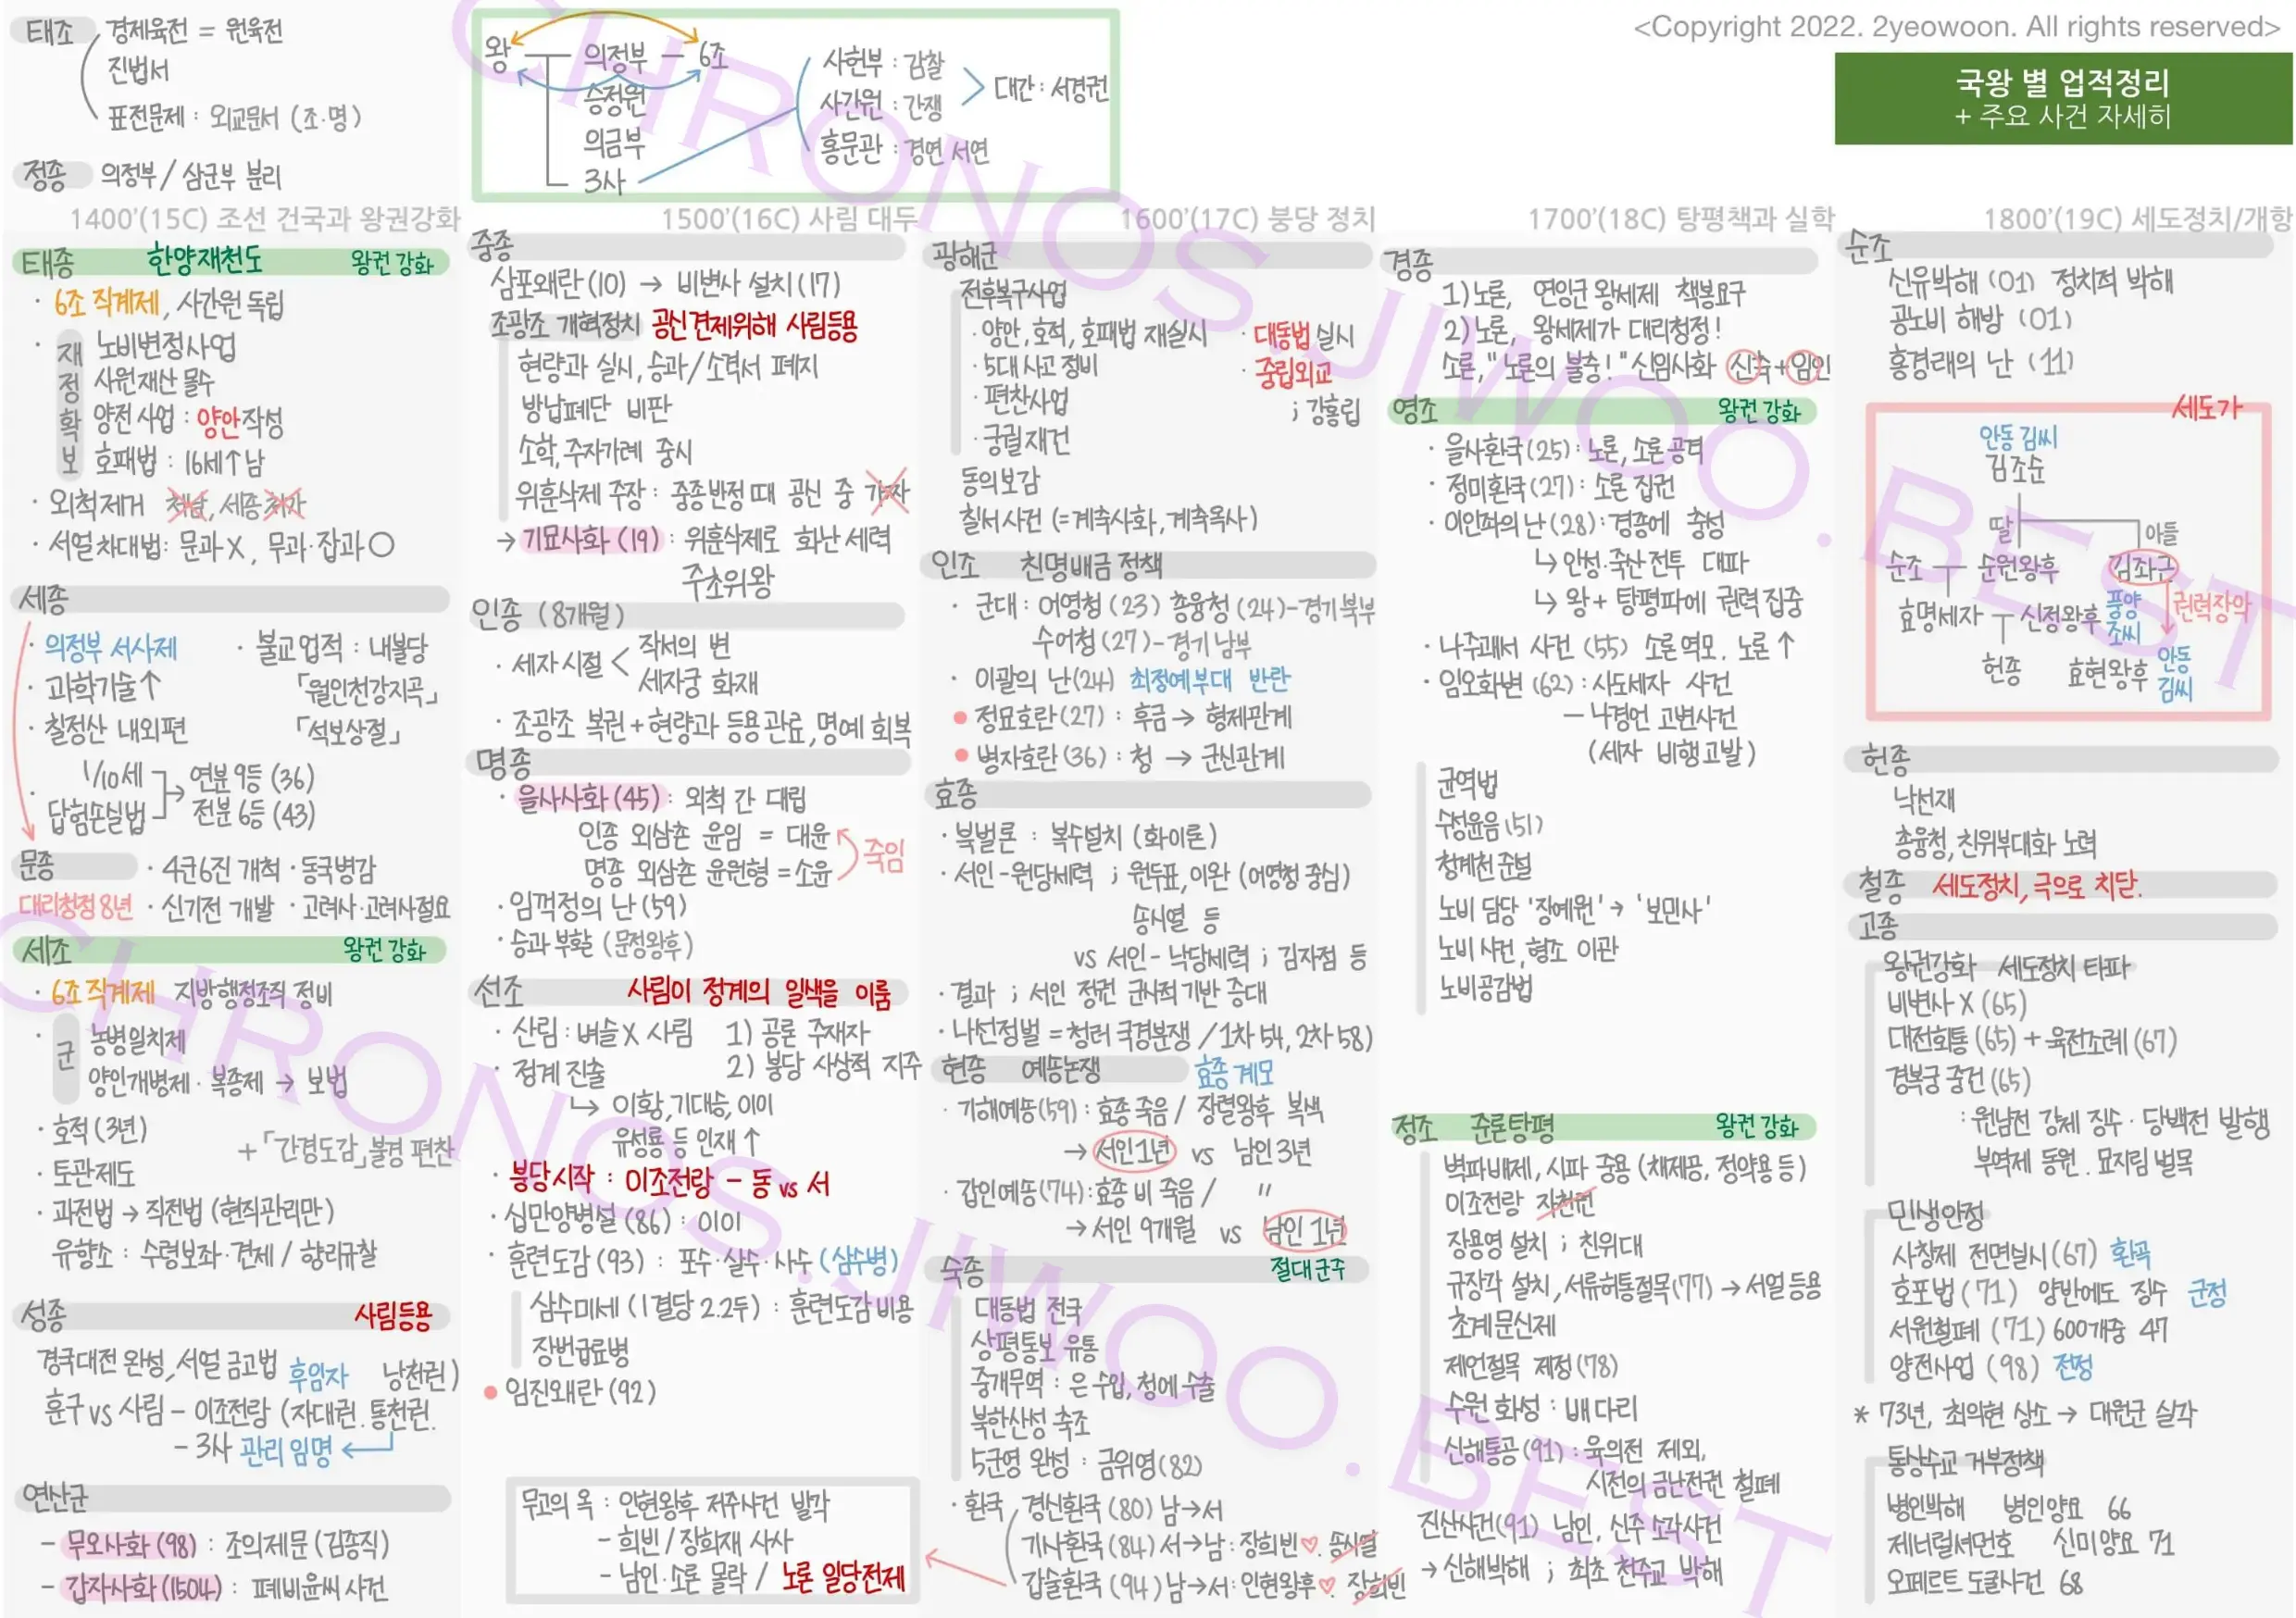 <Copyright 2022. 2yeowoon. All rights reserved>
국왕 별 업적정리
+ 주요 사건 자세히
태조
경제육전 = 원육전
진법서
표전문제 : 외교문서 (조·명)
정종
의정부/삼군부 분리
왕 의정부 6조
승정원
의금부
3사
사헌부 : 감찰
사간원 : 간쟁
홍문관 : 경연 서연
대간 : 서경권
1400'(15C) 조선 건국과 왕권강화
태종 한양재천도 왕권 강화
· 6조 직계제, 사간원 독립
· 재정확보
노비변정사업
사원재산 몰수
양전사업 : 양안작성
호패법 : 16세↑남
· 외척제거 처남, 세종처가
· 서얼차대법: 문과X, 무과·잡과○
세종
· 의정부 서사제
· 과학기술↑
· 칠정산 내외편
· 불교업적 : 내불당
「월인천강지곡」
「석보상절」
· 1/10세
답험손실법
→ 연분 9등 (36)
전분 6등 (43)
문종 · 4군6진 개척 · 동국병감
대리청정 8년 · 신기전 개발 · 고려사·고려사절요
세조 왕권 강화
· 6조 직계제 지방행정조직 정비
· 군
농병일치제
양인개병제·복종제 → 보법
· 호적 (3년)
+「간경도감」불경 편찬
· 토관제도
· 과전법 → 직전법 (현직관리만)
유향소 : 수령보좌·견제 / 향리규찰
성종 사림등용
경국대전 완성, 서얼 금고법 후임자 낭천권)
훈구 vs 사림 - 이조전랑 (자대권. 통청권.
- 3사 관리 임명
연산군
- 무오사화 (98) : 조의제문 (김종직)
- 갑자사화 (1504) : 폐비윤씨 사건
1500'(16C) 사림 대두
중종
삼포왜란 (10) → 비변사 설치 (17)
조광조 개혁정치 공신견제위해 사림등용
현량과 실시, 승과/소격서 폐지
방납폐단 비판
소학, 주자가례 중시
위훈삭제 주장 : 중종반정 때 공신 중 가짜
→ 기묘사화 (19) : 위훈삭제로 화난 세력
주초위왕
인종 (8개월)
· 세자시절 < 작서의 변
세자궁 화재
· 조광조 복권 + 현량과 등용관료, 명예 회복
명종
· 을사사화 (45) : 외척 간 대립
인종 외삼촌 윤임 = 대윤
명종 외삼촌 윤원형 = 소윤
죽임
· 임꺽정의 난 (59)
· 승과 부활 (문정왕후)
선조 사림이 정계의 일색을 이룸
· 산림 : 벼슬X 사림 1) 공론 주재자
2) 붕당 사상적 지주
· 정계 진출
↳ 이황, 기대승, 이이
유성룡 등 인재↑
· 붕당시작 : 이조전랑 - 동 vs 서
· 십만양병설 (86) : 이이
· 훈련도감 (93) : 포수·살수·사수 (삼수병)
삼수미세 (1결당 2.2두) : 훈련도감 비용
장번급료병
임진왜란 (92)
무고의 옥 : 인현왕후 저주사건 발각
- 희빈 / 장희재 사사
- 남인·소론 몰락 / 노론 일당전제
1600'(17C) 붕당 정치
광해군
전후복구사업
· 양안, 호적, 호패법 재실시
· 5대 사고 정비
· 편찬사업
· 궁궐재건
· 대동법 실시
· 중립외교
; 강홍립
동의보감
칠서사건 (=계축사화, 계축옥사)
인조 친명배금 정책
· 군대 : 어영청 (23) 총융청 (24)-경기북부
수어청 (27)-경기 남부
· 이괄의 난(24) 최정예부대 반란
정묘호란 (27) : 후금 → 형제관계
병자호란 (36) : 청 → 군신관계
효종
· 북벌론 : 복수설치 (화이론)
· 서인-원당세력 ; 원두표, 이완 (어영청 중심)
송시열 등
vs 서인 - 낙당세력 ; 김자점 등
· 결과 ; 서인 정권 군사적기반 증대
· 나선정벌 = 청러 국경분쟁 / 1차 54, 2차 58)
현종 예송논쟁 효종 계모
· 기해예송(59) : 효종 죽음 / 장렬왕후 복색
→ 서인1년 vs 남인 3년
· 갑인예송(74) : 효종 비 죽음 / "
→ 서인 9개월 vs 남인 1년
숙종 절대군주
대동법 전국
상평통보 유통
중개무역 : 은 수입, 청에 수출
북한산성 축조
5군영 완성 : 금위영(82)
· 환국
경신환국 (80) 남→서
기사환국 (84) 서→남 : 장희빈♡. 송시열
갑술환국 (94) 남→서 : 인현왕후♡. 장희빈
1700'(18C) 탕평책과 실학
경종
1) 노론, 연잉군 왕세제 책봉요구
2) 노론, 왕세제가 대리청정!
소론, "노론의 불충!" 신임사화 신축+임인
영조 왕권 강화
· 을사환국 (25) : 노론, 소론 공격
· 정미환국 (27) : 소론 집권
· 이인좌의 난 (28) : 경종에 충성
↳ 안성·죽산전투 대파
↳ 왕 + 탕평파에 권력 집중
· 나주괘서 사건 (55) 소론 역모. 노론↑
· 임오화변 (62) : 사도세자 사건
- 나경언 고변사건
(세자 비행고발)
균역법
수성윤음 (51)
청계천 준설
노비 담당 '장예원' → '보민사'
노비 사건, 형조 이관
노비공감법
정조 준론탕평 왕권 강화
벽파배제, 시파 중용 (채제공, 정약용 등)
이조전랑 자천권
장용영 설치 ; 친위대
규장각 설치, 서류허통절목(77) → 서얼 등용
초계문신제
제언절목 제정(78)
수원 화성 : 배다리
신해통공(91) : 육의전 제외,
시전의 금난전권 철폐
진산사건(91) 남인, 신주 소각사건
→ 신해박해 ; 최초 천주교 박해
1800'(19C) 세도정치/개항
순조
신유박해 (01) 정치적 박해
공노비 해방 (01)
홍경래의 난 (11)
세도가
안동 김씨
김조순
딸 아들
순조 순원왕후 김좌근
효명세자 신정왕후 풍양 조씨 권력장악
헌종 효현왕후 안동 김씨
헌종
낙선재
총융청, 친위부대화 노력
철종 세도정치, 극으로 치닫.
고종
왕권강화 세도정치 타파
비변사X (65)
대전회통 (65) + 육전조례 (67)
경복궁 중건 (65)
: 원납전 강제 징수 · 당백전 발행
부역제 동원. 묘지림 벌목
민생안정
사창제 전면실시(67) 환곡
호포법 (71) 양반에도 징수 군정
서원철폐 (71) 600개중 47
양전사업 (98) 전정
* 73년, 최익현 상소 → 대원군 실각
통상수교 거부정책
병인박해 병인양요 66
제너럴셔먼호 신미양요 71
오페르트 도굴사건 68
CHRONOS.JIWOO.BEST
CHRONOS.JIWOO.BEST